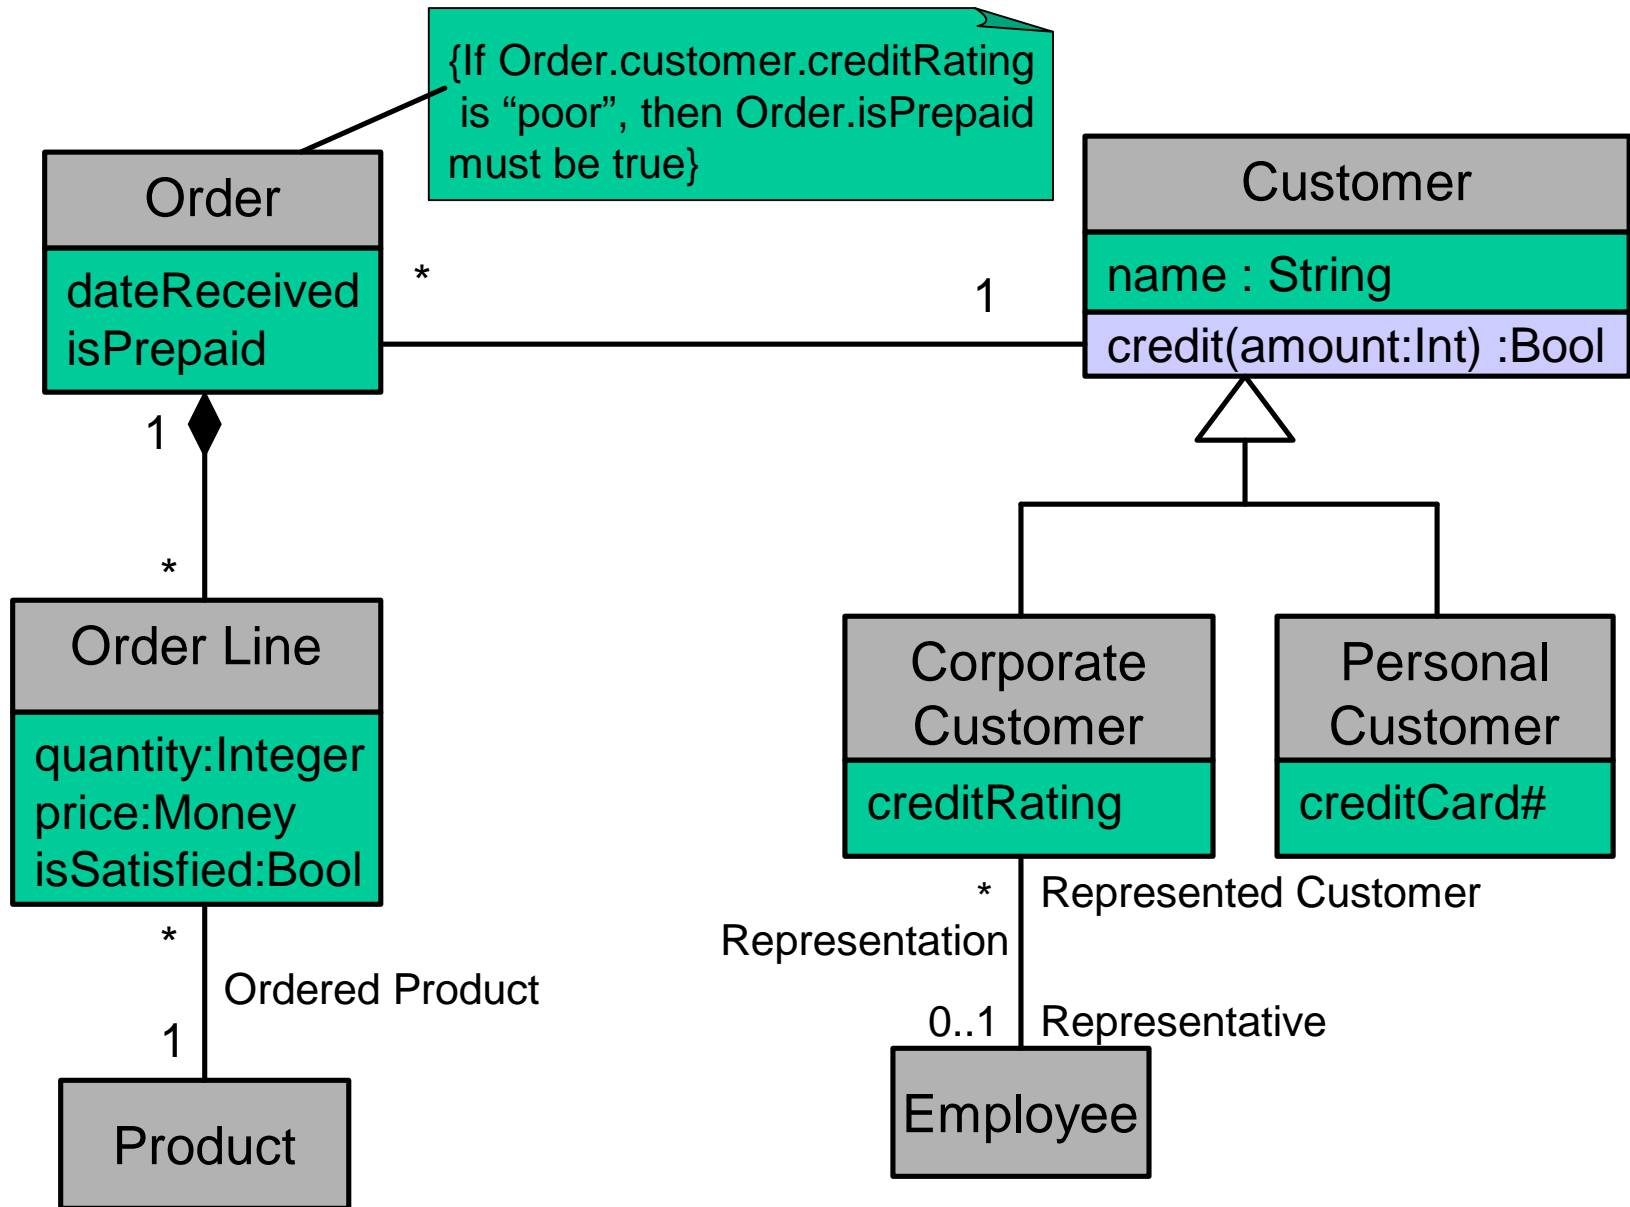 {If Order.customer.creditRating
is “poor”, then Order.isPrepaid
must be true}
Order
dateReceived
isPrepaid
*
1
Customer
name : String
credit(amount:Int) :Bool
1
*
Order Line
quantity:Integer
price:Money
isSatisfied:Bool
*
Ordered Product
1
Product
Corporate
Customer
creditRating
Personal
Customer
creditCard#
*
Represented Customer
Representation
0..1
Representative
Employee